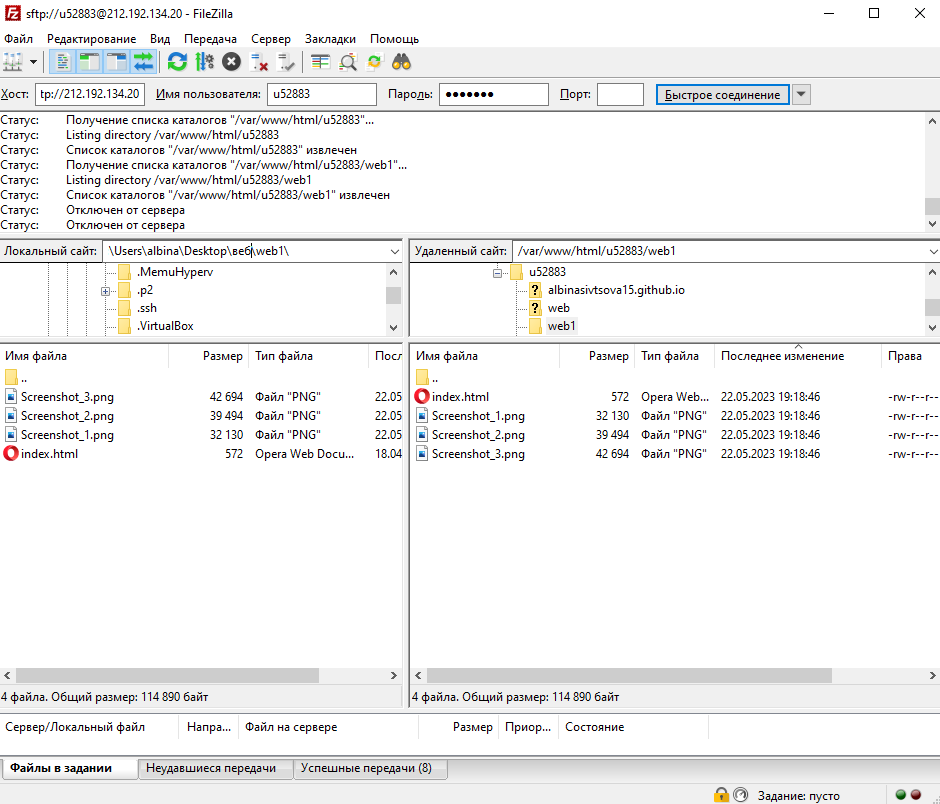 sftp://u52883@212.192.134.20 - FileZilla
Файл Редактирование Вид Передача Сервер Закладки Помощь
Хост: tp://212.192.134.20 Имя пользователя: u52883 Пароль: ●●●●●●● Порт: Быстрое соединение
Статус: Получение списка каталогов "/var/www/html/u52883"...
Статус: Listing directory /var/www/html/u52883
Статус: Список каталогов "/var/www/html/u52883" извлечен
Статус: Получение списка каталогов "/var/www/html/u52883/web1"...
Статус: Listing directory /var/www/html/u52883/web1
Статус: Список каталогов "/var/www/html/u52883/web1" извлечен
Статус: Отключен от сервера
Статус: Отключен от сервера
Локальный сайт: \Users\albina\Desktop\веб\web1\
.MemuHyperv
.p2
.ssh
.VirtualBox
Имя файла Размер Тип файла Посл
..
Screenshot_3.png 42 694 Файл "PNG" 22.05
Screenshot_2.png 39 494 Файл "PNG" 22.05
Screenshot_1.png 32 130 Файл "PNG" 22.05
index.html 572 Opera Web Docu... 18.04
4 файла. Общий размер: 114 890 байт
Удаленный сайт: /var/www/html/u52883/web1
u52883
albinasivtsova15.github.io
web
web1
Имя файла Размер Тип файла Последнее изменение Права
..
index.html 572 Opera Web... 22.05.2023 19:18:46 -rw-r--r--
Screenshot_1.png 32 130 Файл "PNG" 22.05.2023 19:18:46 -rw-r--r--
Screenshot_2.png 39 494 Файл "PNG" 22.05.2023 19:18:46 -rw-r--r--
Screenshot_3.png 42 694 Файл "PNG" 22.05.2023 19:18:46 -rw-r--r--
4 файла. Общий размер: 114 890 байт
Сервер/Локальный файл Напра... Файл на сервере Размер Приор... Состояние
Файлы в задании Неудавшиеся передачи Успешные передачи (8)
Задание: пусто